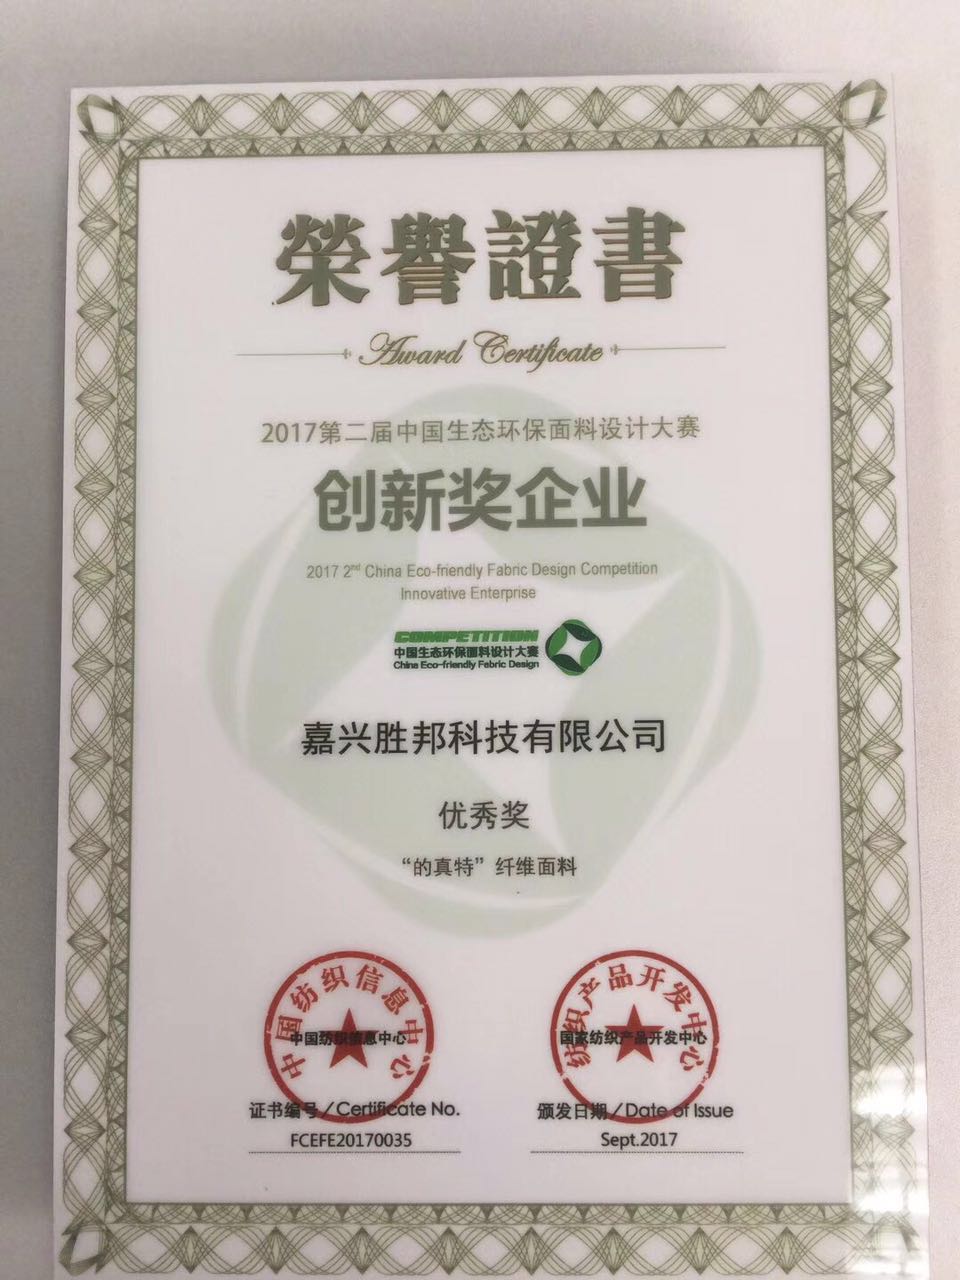 榮譽證書
Award Certificate
2017第二届中国生态环保面料设计大赛
创新奖企业
2017 2nd China Eco-friendly Fabric Design Competition
Innovative Enterprise
COMPETITION
中国生态环保面料设计大赛
China Eco-friendly Fabric Design
嘉兴胜邦科技有限公司
优秀奖
“的真特”纤维面料
中国纺织信息中心
中国纺织信息中心
纺织产品开发中心
国家纺织产品开发中心
证书编号/Certificate No.
FCEFE20170035
颁发日期/Date of Issue
Sept.2017